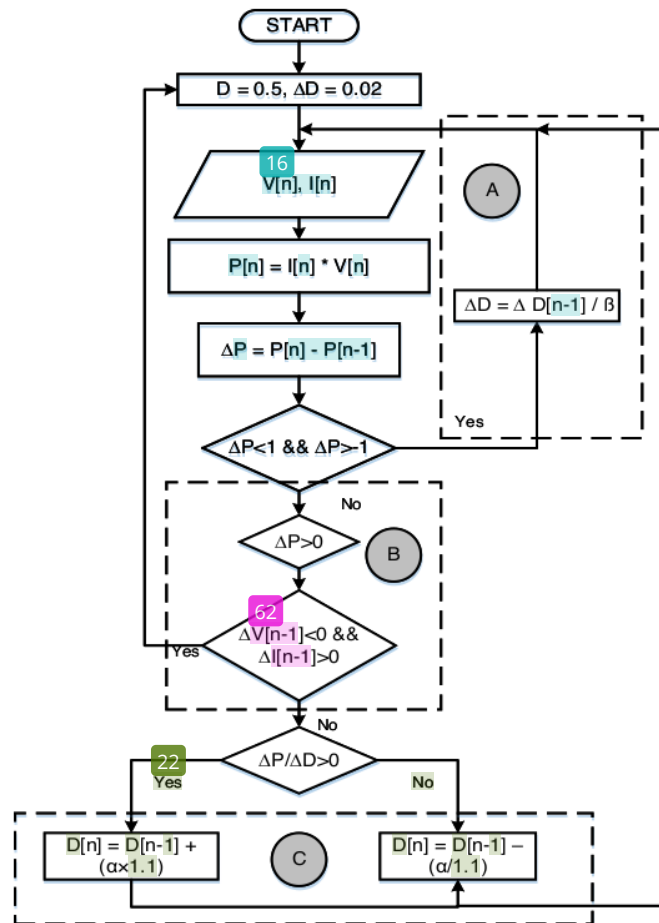 START
D = 0.5, ΔD = 0.02
16
V[n], I[n]
A
P[n] = I[n] * V[n]
ΔD = Δ D[n-1] / ß
ΔP = P[n] - P[n-1]
Yes
ΔP<1 && ΔP>-1
No
ΔP>0
B
62
ΔV[n-1]<0 &&
ΔI[n-1]>0
Yes
No
ΔP/ΔD>0
22
Yes
No
D[n] = D[n-1] +
(α×1.1)
C
D[n] = D[n-1] –
(α/1.1)